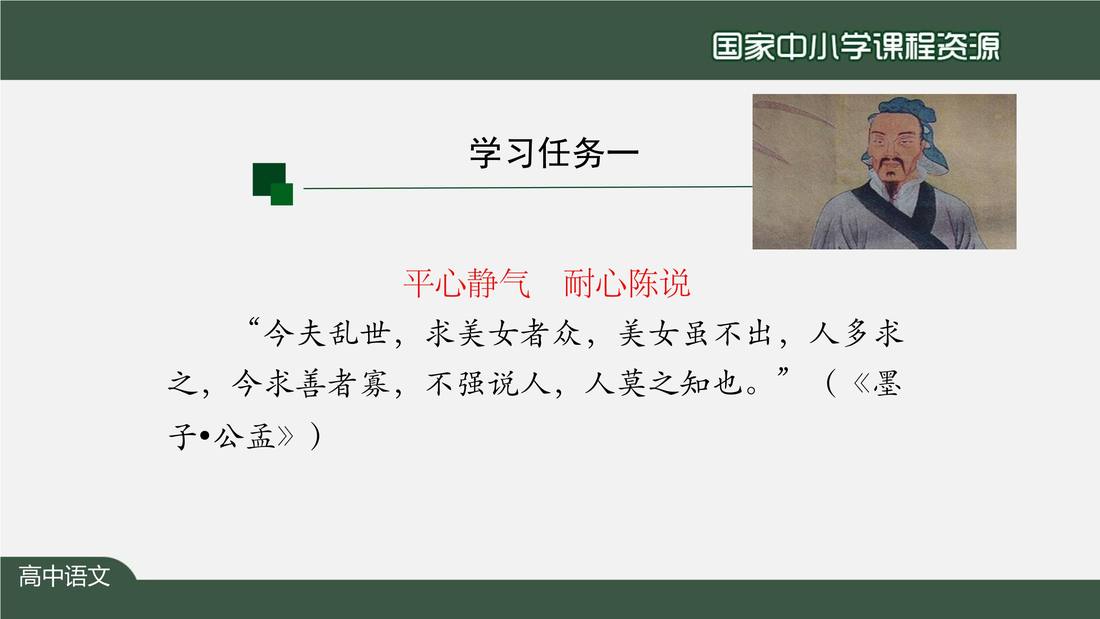 国家中小学课程资源
学习任务一
平心静气　耐心陈说
“今夫乱世，求美女者众，美女虽不出，人多求
之，今求善者寡，不强说人，人莫之知也。”（《墨
子•公孟》）
高中语文